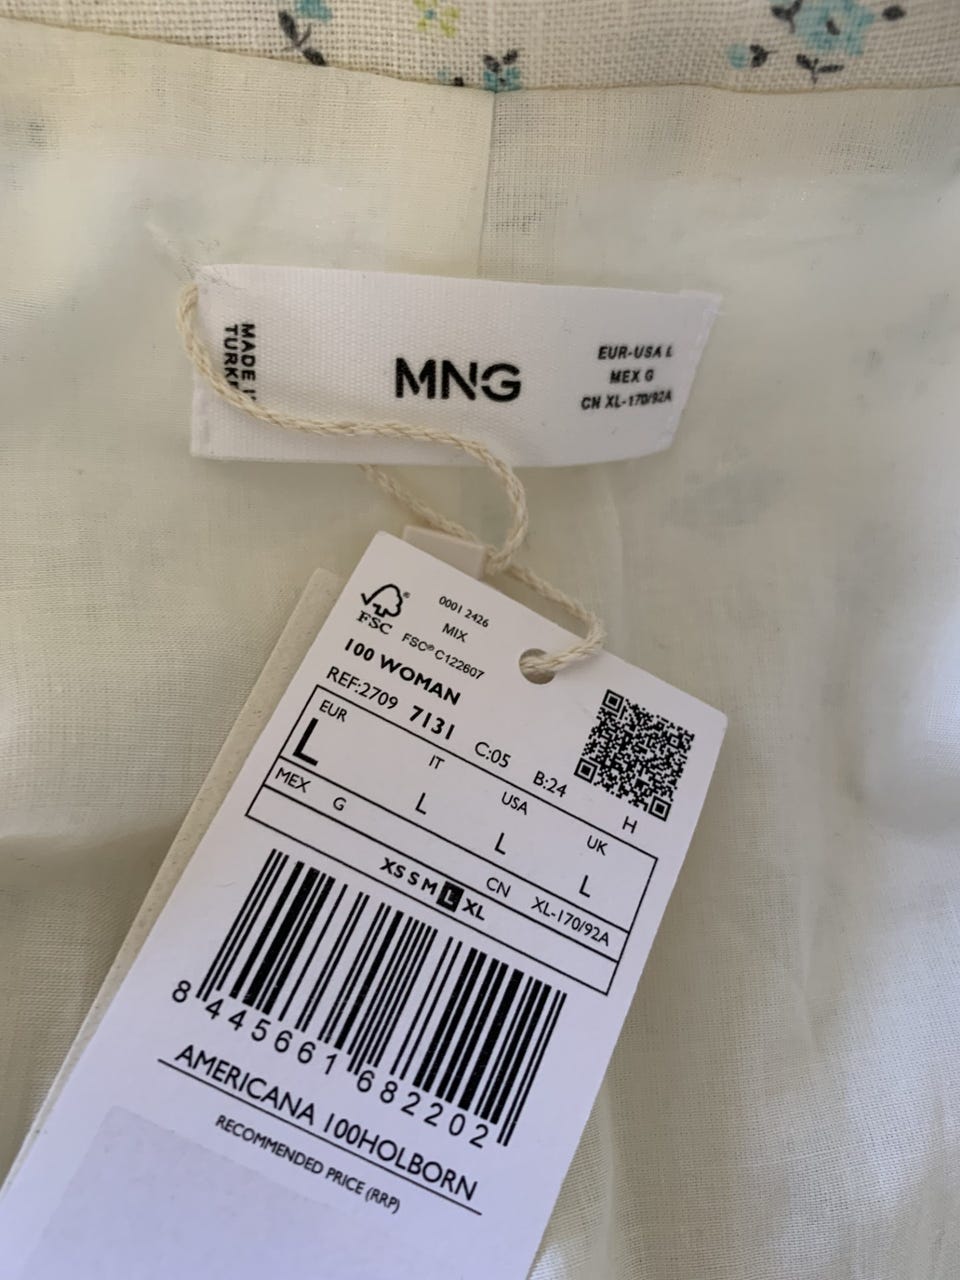 MADE I
TURK
MNG
EUR-USA L
MEX G
CN XL-170/92A
FSC®
0001 2426
MIX
FSC® C122607
100 WOMAN
REF:2709 7131 C:05 B:24 H
EUR IT USA UK
L L L L
MEX G CN XL-170/92A
XS S M L XL
8 445661 682202
AMERICANA 100HOLBORN
RECOMMENDED PRICE (RRP)